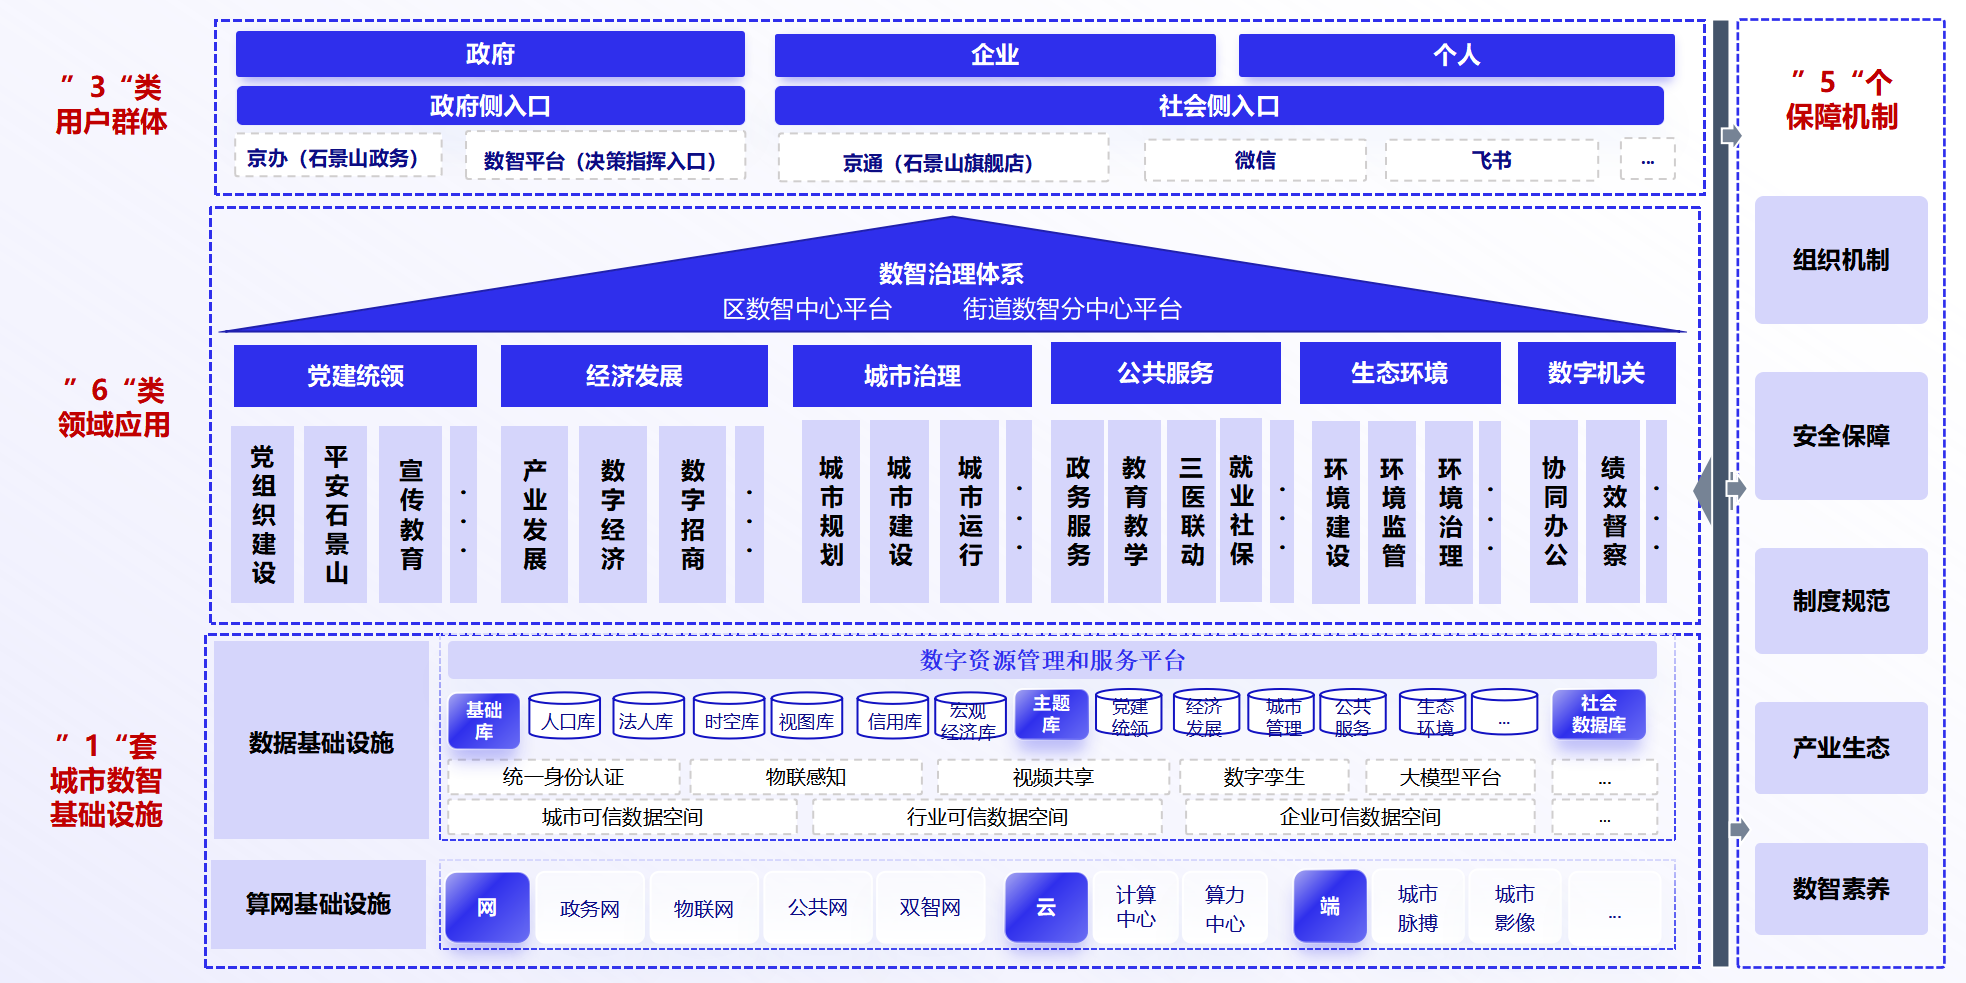 ”3“类
用户群体
政府
企业
个人
政府侧入口
社会侧入口
京办（石景山政务）
数智平台（决策指挥入口）
京通（石景山旗舰店）
微信
飞书
...
”6“类
领域应用
数智治理体系
区数智中心平台
街道数智分中心平台
党建统领
经济发展
城市治理
公共服务
生态环境
数字机关
党组织建设
平安石景山
宣传教育
...
产业发展
数字经济
数字招商
...
城市规划
城市建设
城市运行
...
政务服务
教育教学
三医联动
就业社保
...
环境建设
环境监管
环境治理
...
协同办公
绩效督察
...
”1“套
城市数智
基础设施
数据基础设施
数字资源管理和服务平台
基础
库
人口库
法人库
时空库
视图库
信用库
宏观
经济库
主题
库
党建
统领
经济
发展
城市
管理
公共
服务
生态
环境
...
社会
数据库
统一身份认证
物联感知
视频共享
数字孪生
大模型平台
...
城市可信数据空间
行业可信数据空间
企业可信数据空间
...
算网基础设施
网
政务网
物联网
公共网
双智网
云
计算
中心
算力
中心
端
城市
脉搏
城市
影像
...
”5“个
保障机制
组织机制
安全保障
制度规范
产业生态
数智素养